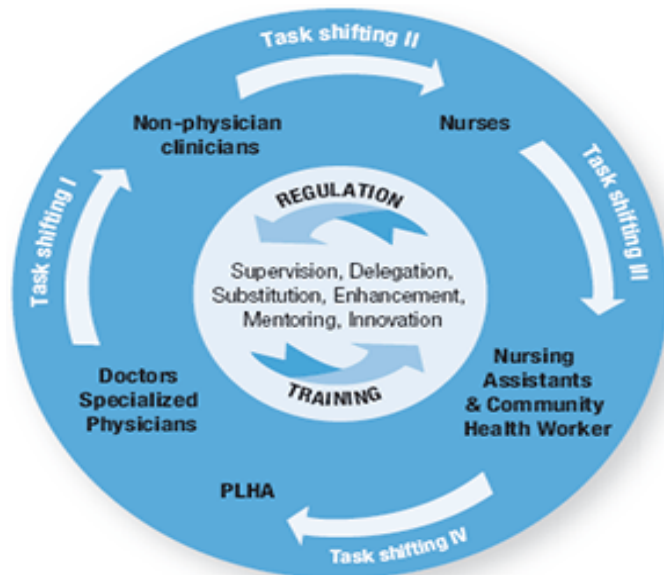 Task shifting II
Non-physician
clinicians
Nurses
Task shifting I
Task shifting III
REGULATION
Supervision, Delegation,
Substitution, Enhancement,
Mentoring, Innovation
TRAINING
Doctors
Specialized
Physicians
Nursing
Assistants
& Community
Health Worker
PLHA
Task shifting IV